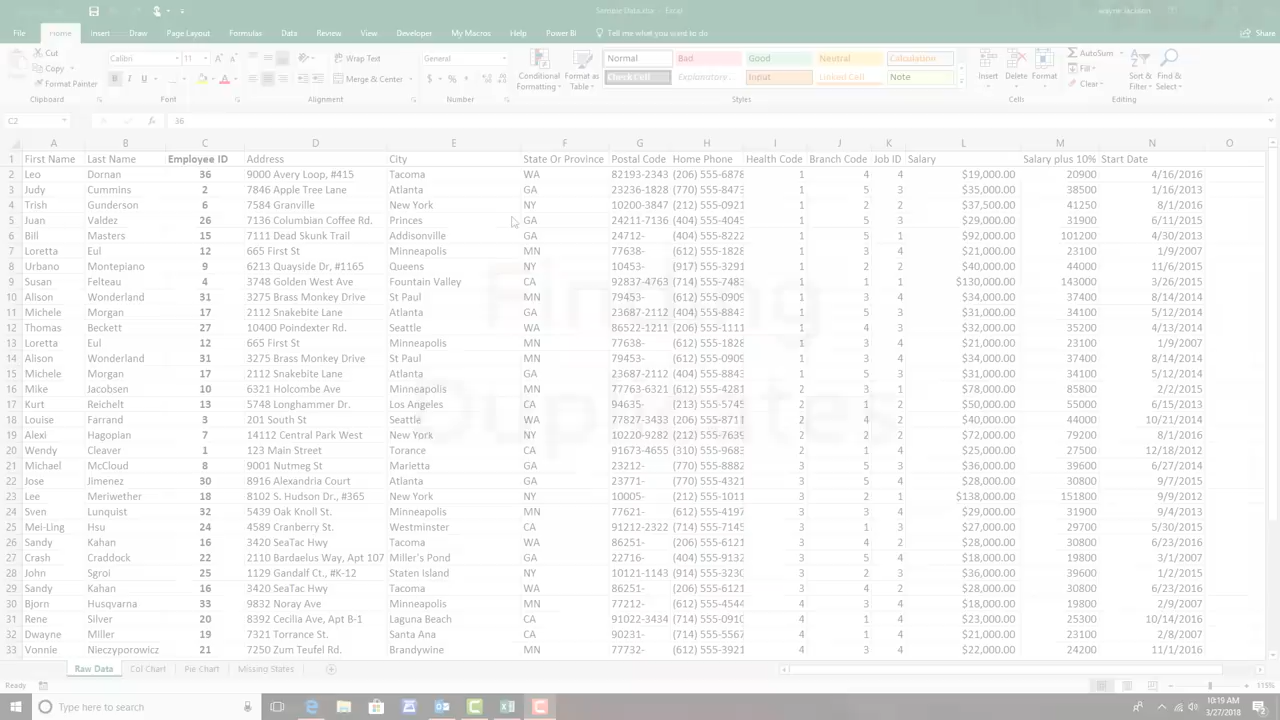 SampleData.xlsx - Excel
wayne jackson
File Home Insert Draw Page Layout Formulas Data Review View Developer My Macros Help Power BI Tell me what you want to do Share
Cut Calibri 11 Wrap Text General Normal Bad Good Neutral Calculation AutoSum
Copy Conditional Format as Insert Delete Format Fill Sort & Find &
Format Painter B I U Merge & Center $ % Formatting Table Check Cell Explanatory... Input Linked Cell Note Clear Filter Select
Clipboard Font Alignment Number Styles Cells Editing
C2 fx 36
A B C D E F G H I J K L M N O
1 First Name Last Name Employee ID Address City State Or Province Postal Code Home Phone Health Code Branch Code Job ID Salary Salary plus 10% Start Date
2 Leo Dornan 36 9000 Avery Loop, #415 Tacoma WA 82193-2343 (206) 555-6878 1 4 4 $19,000.00 20900 4/16/2016
3 Judy Cummins 2 7846 Apple Tree Lane Atlanta GA 23236-1828 (770) 555-8473 1 5 3 $35,000.00 38500 1/16/2013
4 Trish Gunderson 6 7584 Granville New York NY 10200-3847 (212) 555-0921 1 2 2 $37,500.00 41250 8/1/2016
5 Juan Valdez 26 7136 Columbian Coffee Rd. Princes GA 24211-7136 (404) 555-4045 1 5 3 $29,000.00 31900 6/11/2015
6 Bill Masters 15 7111 Dead Skunk Trail Addisonville GA 24712- (404) 555-8222 1 5 1 $92,000.00 101200 4/30/2013
7 Loretta Eul 12 665 First St Minneapolis MN 77638- (612) 555-1828 1 3 4 $21,000.00 23100 1/9/2007
8 Urbano Montepiano 9 6213 Quayside Dr, #1165 Queens NY 10453- (917) 555-3291 1 2 2 $40,000.00 44000 11/6/2015
9 Susan Felteau 4 3748 Golden West Ave Fountain Valley CA 92837-4763 (714) 555-7483 1 1 1 $130,000.00 143000 3/26/2015
10 Alison Wonderland 31 3275 Brass Monkey Drive St Paul MN 79453- (612) 555-0909 1 3 4 $34,000.00 37400 8/14/2014
11 Michele Morgan 17 2112 Snakebite Lane Atlanta GA 23687-2112 (404) 555-8843 1 5 3 $31,000.00 34100 5/12/2014
12 Thomas Beckett 27 10400 Poindexter Rd. Seattle WA 86522-1211 (206) 555-1111 1 4 3 $32,000.00 35200 4/13/2014
13 Loretta Eul 12 665 First St Minneapolis MN 77638- (612) 555-1828 1 3 4 $21,000.00 23100 1/9/2007
14 Alison Wonderland 31 3275 Brass Monkey Drive St Paul MN 79453- (612) 555-0909 1 3 4 $34,000.00 37400 8/14/2014
15 Michele Morgan 17 2112 Snakebite Lane Atlanta GA 23687-2112 (404) 555-8843 1 5 3 $31,000.00 34100 5/12/2014
16 Mike Jacobsen 10 6321 Holcombe Ave Minneapolis MN 77763-6321 (612) 555-4281 2 3 1 $78,000.00 85800 2/2/2015
17 Kurt Reichelt 13 5748 Longhammer Dr. Los Angeles CA 94635- (213) 555-5745 2 1 2 $50,000.00 55000 6/15/2013
18 Louise Farrand 3 201 South St Seattle WA 77827-3433 (206) 555-8711 2 4 2 $40,000.00 44000 10/21/2014
19 Alexi Hagopian 7 14112 Central Park West New York NY 10220-9282 (212) 555-7639 2 2 2 $72,000.00 79200 8/1/2016
20 Wendy Cleaver 1 123 Main Street Torance CA 91673-4655 (310) 555-9683 2 1 4 $25,000.00 27500 12/18/2012
21 Michael McCloud 8 9001 Nutmeg St Marietta GA 23212- (770) 555-8882 3 5 3 $36,000.00 39600 6/27/2014
22 Jose Jimenez 30 8916 Alexandria Court Atlanta GA 23771- (770) 555-4321 3 5 4 $28,000.00 30800 9/7/2015
23 Lee Meriwether 18 8102 S. Hudson Dr., #365 New York NY 10005- (212) 555-1011 3 2 1 $138,000.00 151800 9/9/2012
24 Sven Lunquist 32 5439 Oak Knoll St. Minneapolis MN 77621- (612) 555-4197 3 3 4 $29,000.00 31900 9/4/2013
25 Mei-Ling Hsu 24 4589 Cranberry St. Westminster CA 91212-2322 (714) 555-7145 3 1 3 $27,000.00 29700 5/30/2015
26 Sandy Kahan 16 3420 SeaTac Hwy Tacoma WA 86251- (206) 555-6121 3 4 2 $28,000.00 30800 6/23/2016
27 Crash Craddock 22 2110 Bardaelus Way, Apt 107 Miller's Pond GA 22716- (404) 555-9132 3 5 4 $18,000.00 19800 3/1/2007
28 John Sgroi 25 1129 Gandalf Ct., #K-12 Staten Island NY 10121-1143 (914) 555-3230 3 2 3 $36,000.00 39600 1/2/2015
29 Sandy Kahan 16 3420 SeaTac Hwy Tacoma WA 86251- (206) 555-6121 3 4 2 $28,000.00 30800 6/23/2016
30 Bjorn Husqvarna 33 9832 Noray Ave Minneapolis MN 77212- (612) 555-4544 4 3 4 $18,000.00 19800 2/9/2007
31 Rene Silver 20 8392 Cecilia Ave, Apt B-1 Laguna Beach CA 91022-3434 (714) 555-0910 4 1 3 $23,000.00 25300 10/14/2016
32 Dwayne Miller 19 7321 Torrance St. Santa Ana CA 90231- (714) 555-5567 4 1 4 $21,000.00 23100 2/8/2007
33 Vonnie Nieczyporowicz 21 7250 Zum Teufel Rd. Brandywine MN 77732- (612) 555-7121 4 3 3 $22,000.00 24200 11/1/2016
Finding
Duplicates
Raw Data Col Chart Pie Chart Missing States
Ready 115%
Type here to search 10:19 AM
3/27/2018